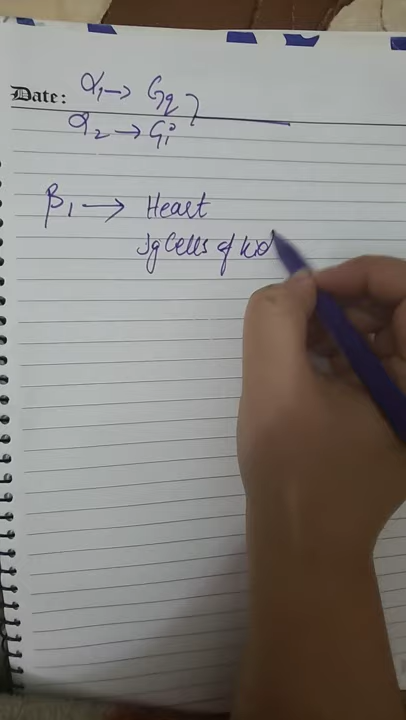 Date: α₁→ Gq
α₂ → Gi
β₁ → Heart
Jg Cells of kd